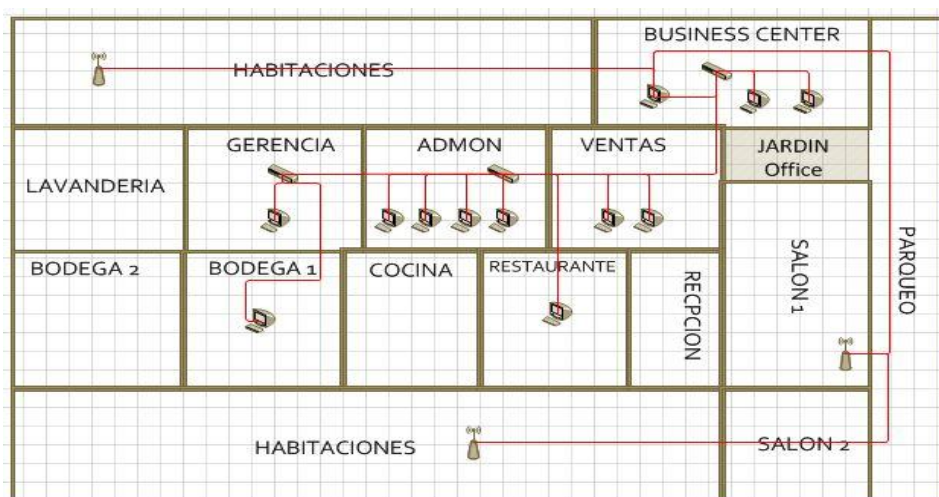 BUSINESS CENTER
HABITACIONES
GERENCIA
ADMON
VENTAS
JARDIN
Office
LAVANDERIA
BODEGA 2
BODEGA 1
COCINA
RESTAURANTE
RECPCION
SALON 1
PARQUEO
HABITACIONES
SALON 2